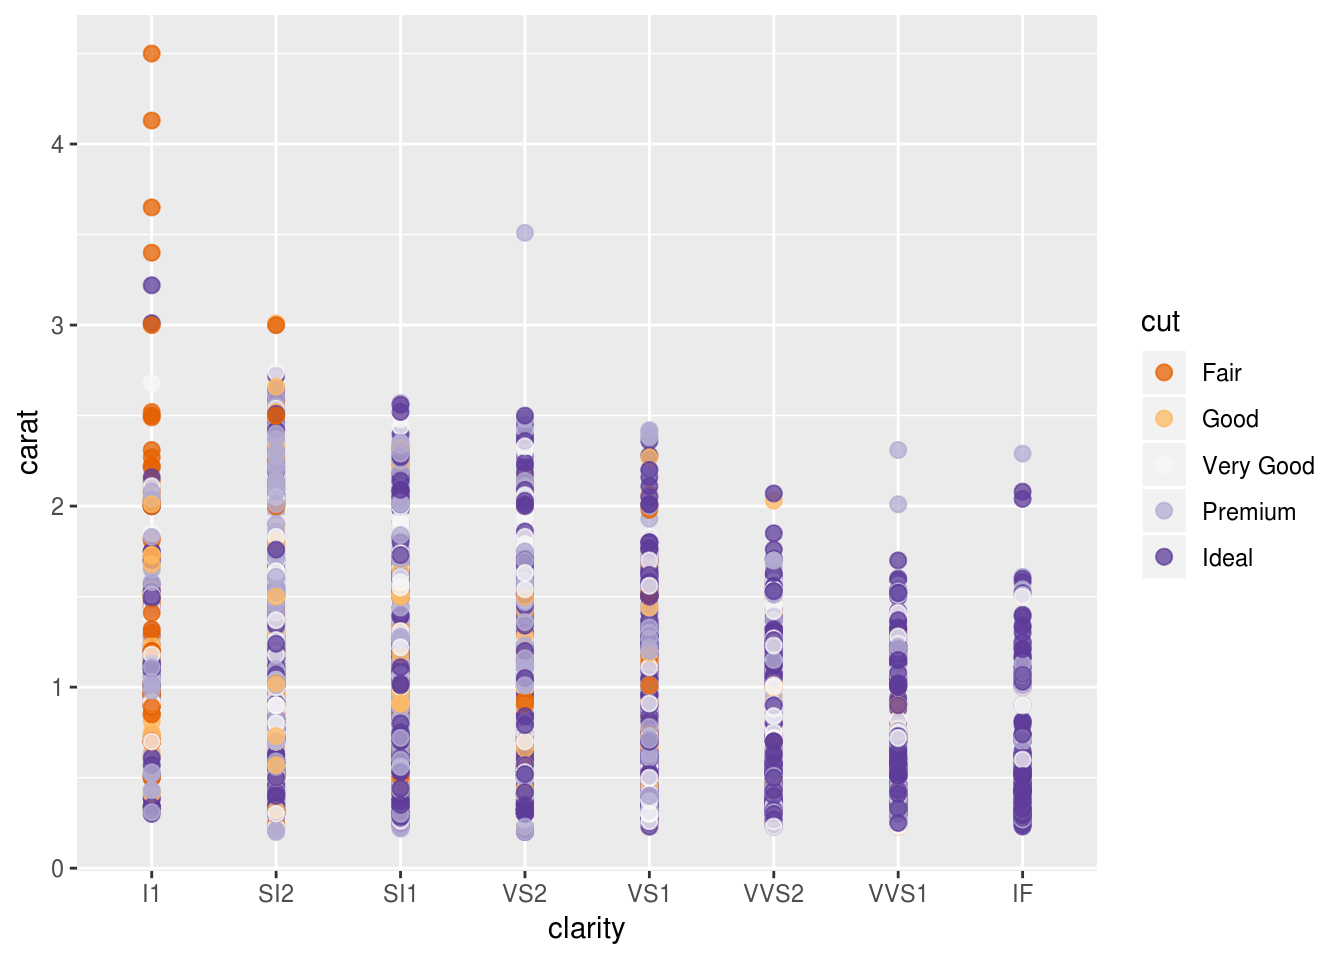 4
3
2
1
0
carat
I1 SI2 SI1 VS2 VS1 VVS2 VVS1 IF
clarity
cut
Fair
Good
Very Good
Premium
Ideal